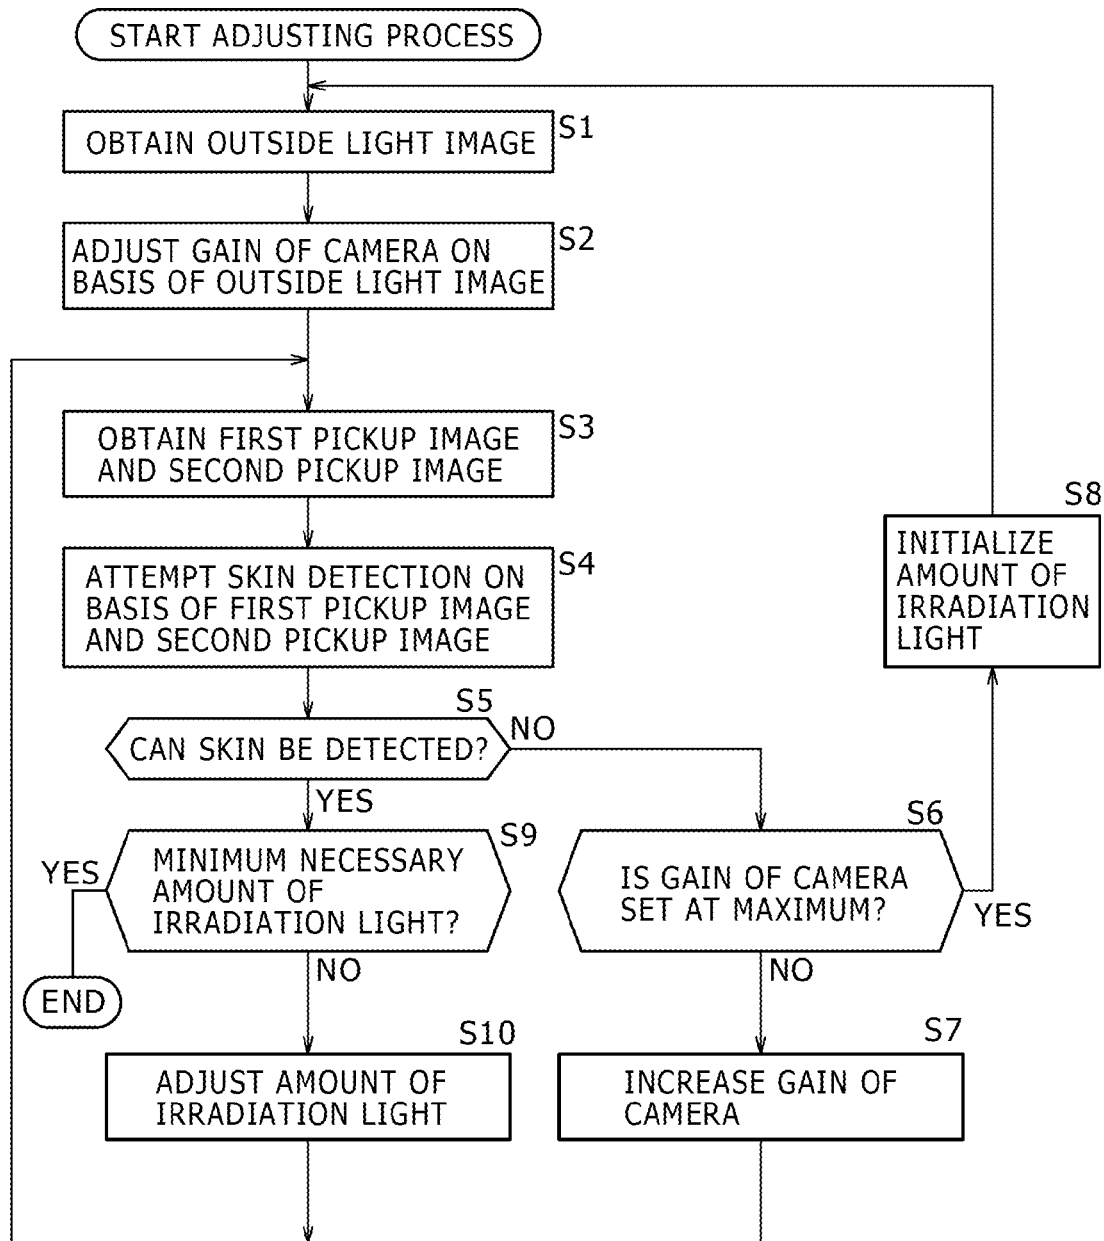 START ADJUSTING PROCESS
S1
OBTAIN OUTSIDE LIGHT IMAGE
S2
ADJUST GAIN OF CAMERA ON
BASIS OF OUTSIDE LIGHT IMAGE
S3
OBTAIN FIRST PICKUP IMAGE
AND SECOND PICKUP IMAGE
S4
ATTEMPT SKIN DETECTION ON
BASIS OF FIRST PICKUP IMAGE
AND SECOND PICKUP IMAGE
S8
INITIALIZE
AMOUNT OF
IRRADIATION
LIGHT
S5
CAN SKIN BE DETECTED?
NO
YES
S9
MINIMUM NECESSARY
AMOUNT OF
IRRADIATION LIGHT?
YES
NO
END
S6
IS GAIN OF CAMERA
SET AT MAXIMUM?
YES
NO
S10
ADJUST AMOUNT OF
IRRADIATION LIGHT
S7
INCREASE GAIN OF
CAMERA